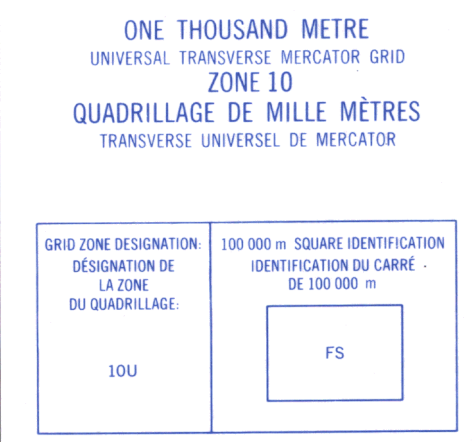 ONE THOUSAND METRE
UNIVERSAL TRANSVERSE MERCATOR GRID
ZONE 10
QUADRILLAGE DE MILLE MÈTRES
TRANSVERSE UNIVERSEL DE MERCATOR
GRID ZONE DESIGNATION:
DÉSIGNATION DE
LA ZONE
DU QUADRILLAGE:
10U
100 000 m SQUARE IDENTIFICATION
IDENTIFICATION DU CARRÉ
DE 100 000 m
FS